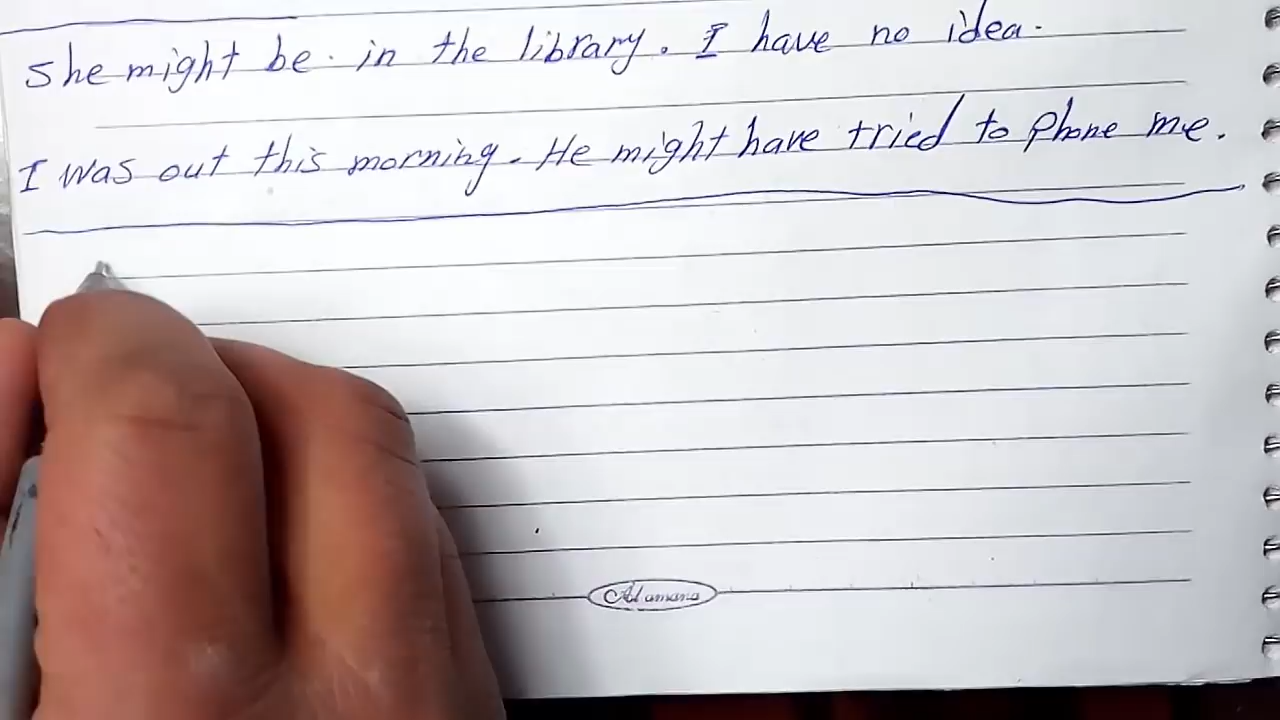 She might be. in the library. I have no idea.
I was out this morning. He might have tried to phone me.
Alamana